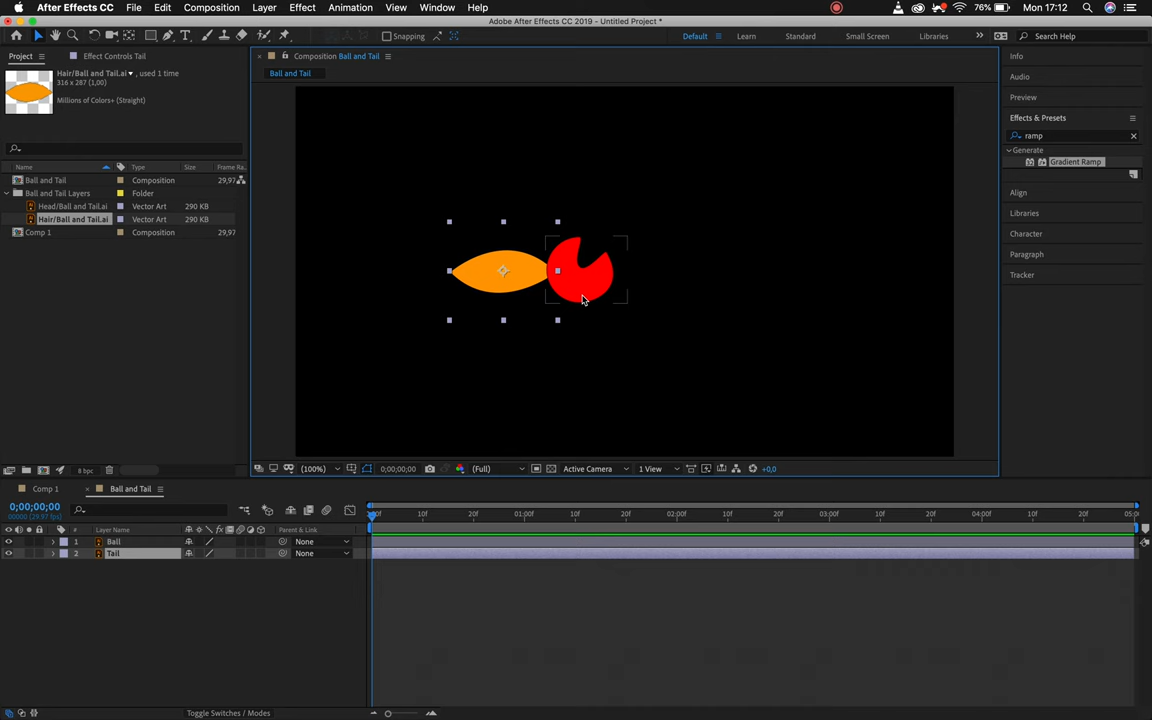 After Effects CC File Edit Composition Layer Effect Animation View Window Help 76% Mon 17:12
Adobe After Effects CC 2019 - Untitled Project *
Snapping Default Learn Standard Small Screen Libraries Search Help
Project Effect Controls Tail Composition Ball and Tail Info
Hair/Ball and Tail.ai, used 1 time Ball and Tail
316 x 287 (1,00) Audio
Millions of Colors+ (Straight) Preview
Effects & Presets
ramp
Generate
Name Type Size Frame Ra... Gradient Ramp
Ball and Tail Composition 29,97
Ball and Tail Layers Folder Align
Head/Ball and Tail.ai Vector Art 290 KB Libraries
Hair/Ball and Tail.ai Vector Art 290 KB
Comp 1 Composition 29,97 Character
Paragraph
Tracker
8 bpc (100%) 0;00;00;00 (Full) Active Camera 1 View +0,0
Comp 1 Ball and Tail
0;00;00;00
00000 (29.97 fps) 10f 20f 01:00f 10f 20f 02:00f 10f 20f 03:00f 10f 20f 04:00f 10f 20f
# Layer Name Parent & Link
1 Ball None
2 Tail None
Toggle Switches / Modes